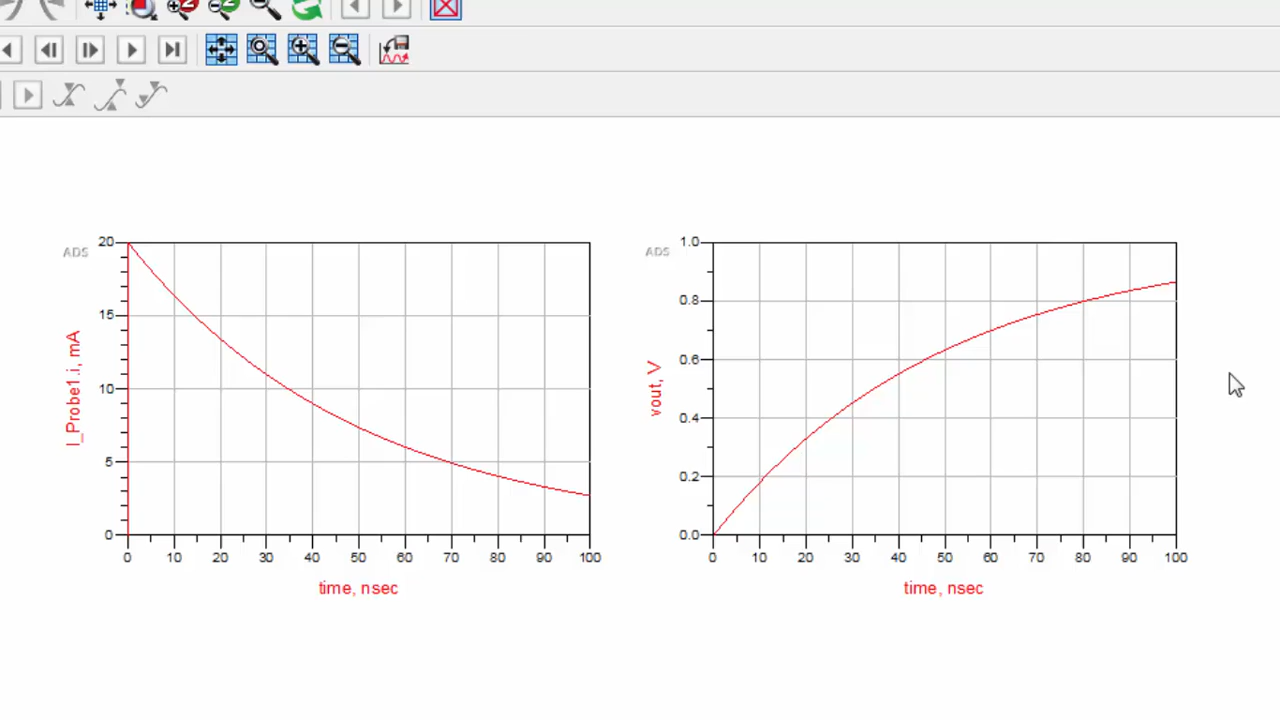 ADS
20
15
10
5
0
I_Probe1.i, mA
0 10 20 30 40 50 60 70 80 90 100
time, nsec
ADS
1.0
0.8
0.6
0.4
0.2
0.0
vout, V
0 10 20 30 40 50 60 70 80 90 100
time, nsec